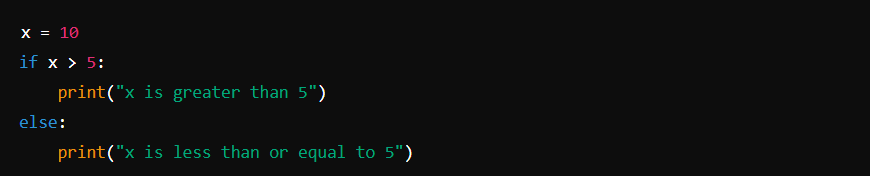 x = 10
if x > 5:
    print("x is greater than 5")
else:
    print("x is less than or equal to 5")